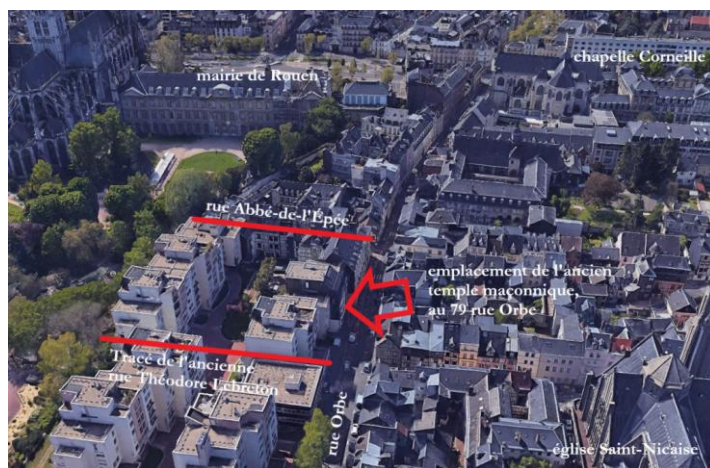 mairie de Rouen
chapelle Corneille
rue Abbé-de-l'Épée
emplacement de l'ancien
temple maçonnique,
au 79 rue Orbe
Tracé de l'ancienne
rue Théodore Lebreton
rue Orbe
église Saint-Nicaise